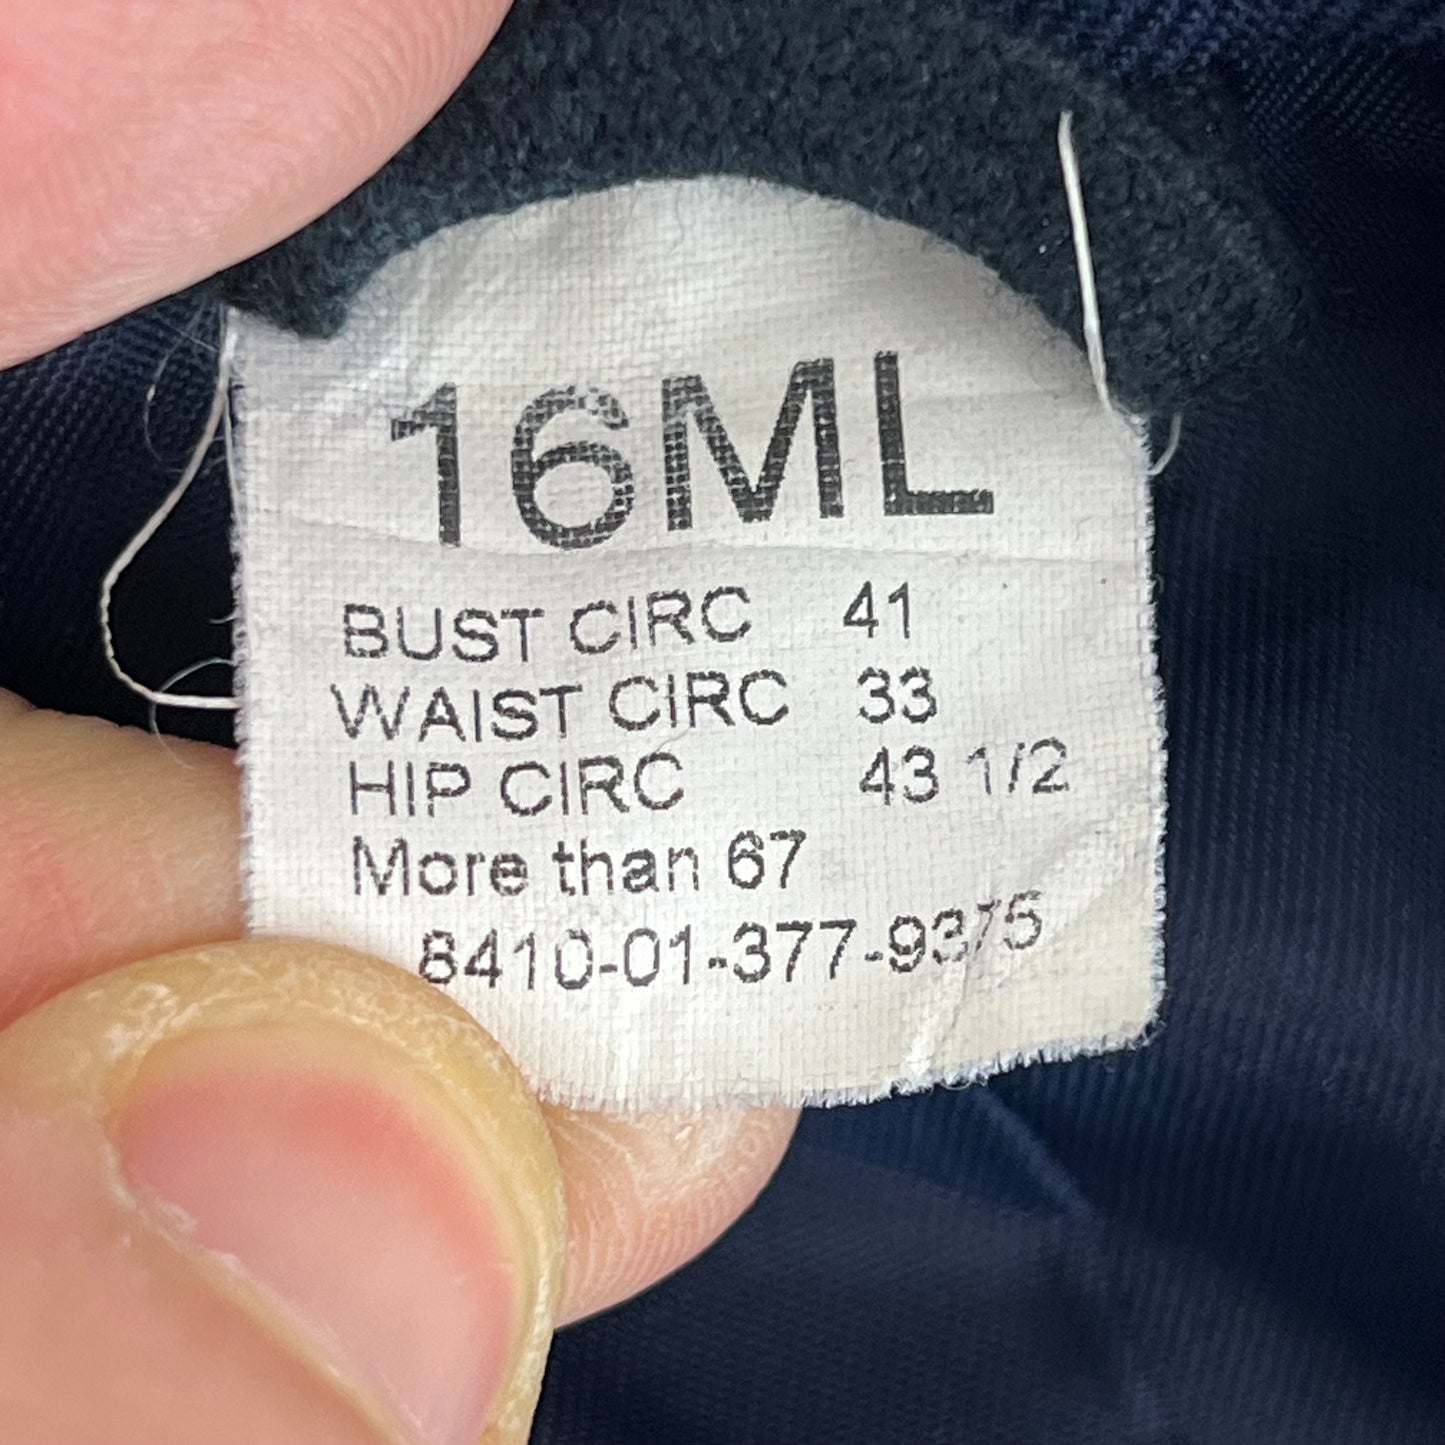 16ML
BUST CIRC 41
WAIST CIRC 33
HIP CIRC 43 1/2
More than 67
8410-01-377-9375